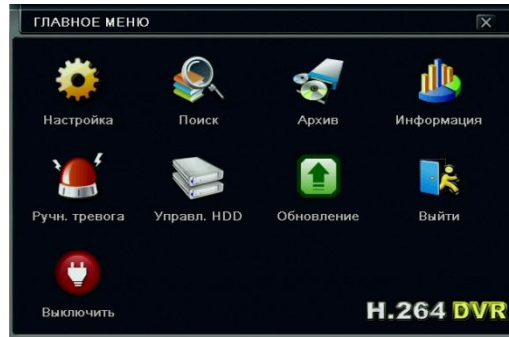 ГЛАВНОЕ МЕНЮ
Настройка
Поиск
Архив
Информация
Ручн. тревога
Управл. HDD
Обновление
Выйти
Выключить
H.264 DVR